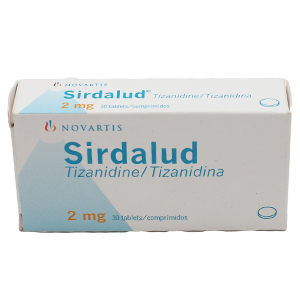 Sirdalud®
Tizanidine/Tizanidina
2 mg 30 tablets/comprimidos
NOVARTIS
Sirdalud
Tizanidine/Tizanidina
2 mg 30 tablets/comprimidos